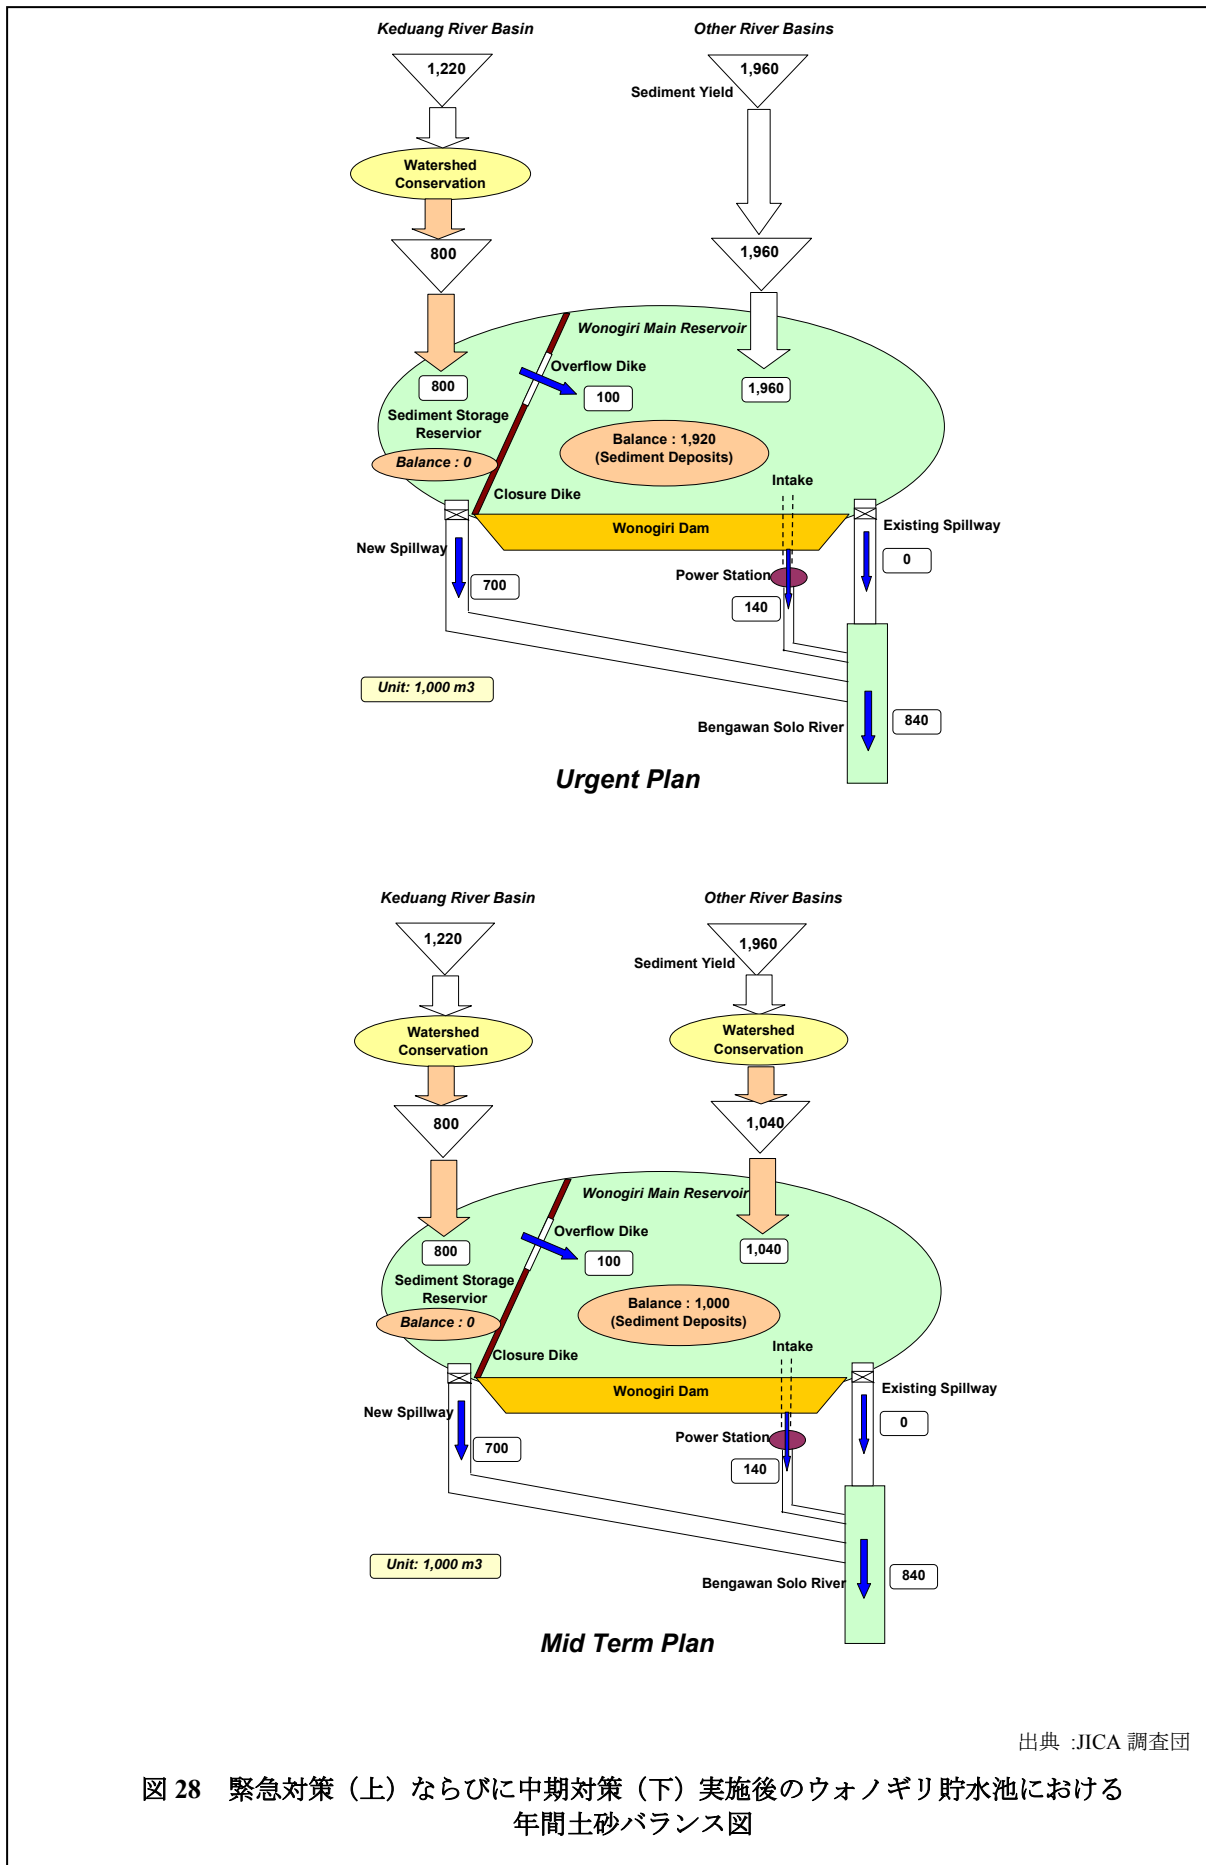 Keduang River Basin
Other River Basins
1,220
1,960
Sediment Yield
Watershed
Conservation
800
1,960
Wonogiri Main Reservoir
Overflow Dike
800
100
1,960
Sediment Storage
Reservior
Balance : 1,920
(Sediment Deposits)
Balance : 0
Intake
Closure Dike
Wonogiri Dam
Existing Spillway
New Spillway
0
Power Station
700
140
Unit: 1,000 m3
Bengawan Solo River
840
Urgent Plan
Keduang River Basin
Other River Basins
1,220
1,960
Sediment Yield
Watershed
Conservation
Watershed
Conservation
800
1,040
Wonogiri Main Reservoir
Overflow Dike
800
100
1,040
Sediment Storage
Reservior
Balance : 1,000
(Sediment Deposits)
Balance : 0
Intake
Closure Dike
Wonogiri Dam
Existing Spillway
New Spillway
0
Power Station
700
140
Unit: 1,000 m3
Bengawan Solo River
840
Mid Term Plan
出典 :JICA 調査団
図 28 緊急対策（上）ならびに中期対策（下）実施後のウォノギリ貯水池における
年間土砂バランス図